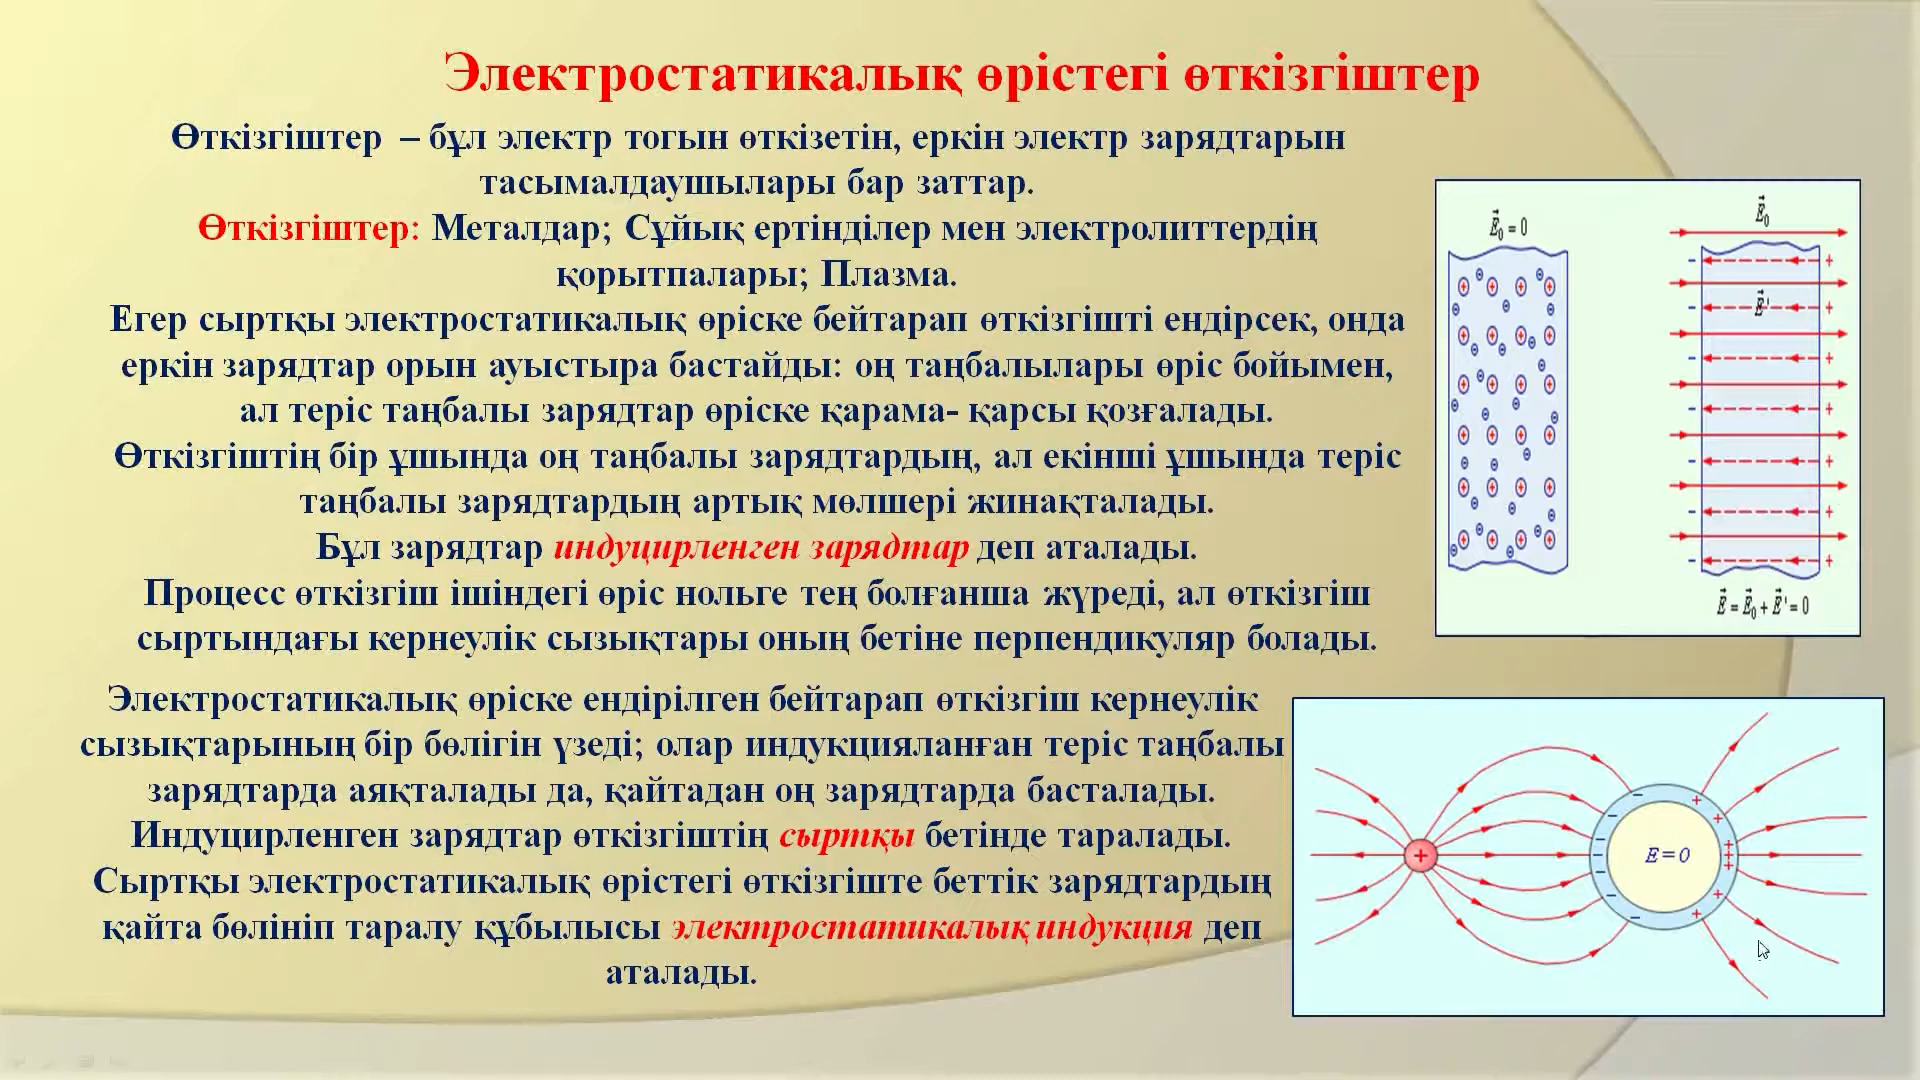 Электростатикалық өрістегі өткізгіштер
Өткізгіштер – бұл электр тогын өткізетін, еркін электр зарядтарын
тасымалдаушылары бар заттар.
Өткізгіштер: Металдар; Сұйық ертінділер мен электролиттердің
қорытпалары; Плазма.
Егер сыртқы электростатикалық өріске бейтарап өткізгішті ендірсек, онда
еркін зарядтар орын ауыстыра бастайды: оң таңбалылары өріс бойымен,
ал теріс таңбалы зарядтар өріске қарама- қарсы қозғалады.
Өткізгіштің бір ұшында оң таңбалы зарядтардың, ал екінші ұшында теріс
таңбалы зарядтардың артық мөлшері жинақталады.
Бұл зарядтар индуцирленген зарядтар деп аталады.
Процесс өткізгіш ішіндегі өріс нольге тең болғанша жүреді, ал өткізгіш
сыртындағы кернеулік сызықтары оның бетіне перпендикуляр болады.
Электростатикалық өріске ендірілген бейтарап өткізгіш кернеулік
сызықтарының бір бөлігін үзеді; олар индукцияланған теріс таңбалы
зарядтарда аяқталады да, қайтадан оң зарядтарда басталады.
Индуцирленген зарядтар өткізгіштің сыртқы бетінде таралады.
Сыртқы электростатикалық өрістегі өткізгіште беттік зарядтардың
қайта бөлініп таралу құбылысы электростатикалық индукция деп
аталады.
E⃗₀ = 0
E⃗₀
E⃗'
E⃗ = E⃗₀ + E⃗' = 0
E = 0